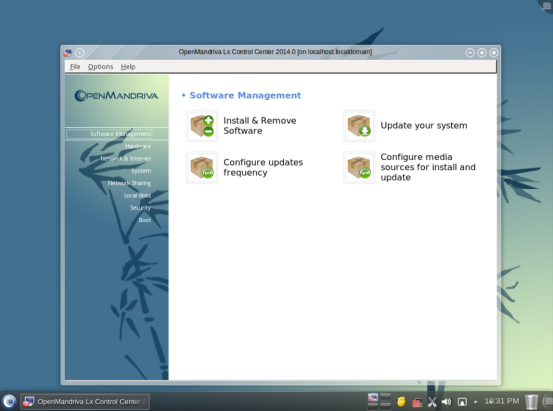 OpenMandriva Lx Control Center 2014.0 [on localhost.localdomain]
File Options Help
OPENMANDRIVA
Software Management
Hardware
Network & Internet
System
Network Sharing
Local disks
Security
Boot
• Software Management
Install & Remove
Software
Update your system
Configure updates
frequency
Configure media
sources for install and
update
OpenMandriva Lx Control Center 2
10:31 PM